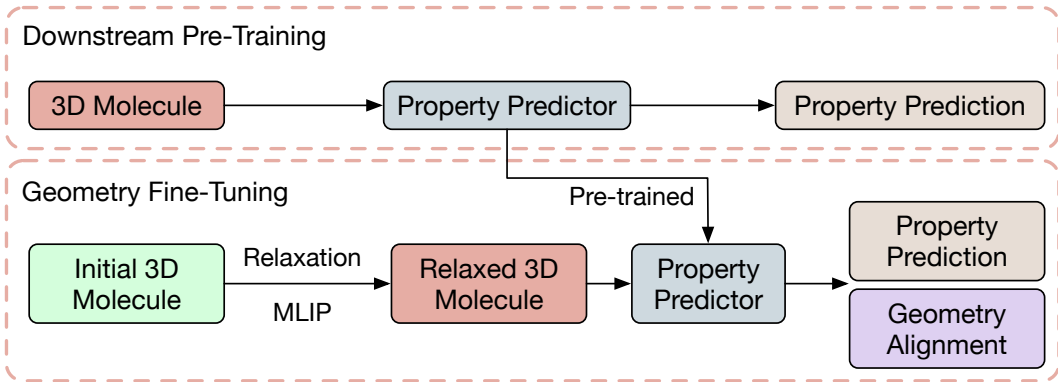 Downstream Pre-Training
3D Molecule
Property Predictor
Property Prediction
Geometry Fine-Tuning
Pre-trained
Initial 3D
Molecule
Relaxation
MLIP
Relaxed 3D
Molecule
Property
Predictor
Property
Prediction
Geometry
Alignment